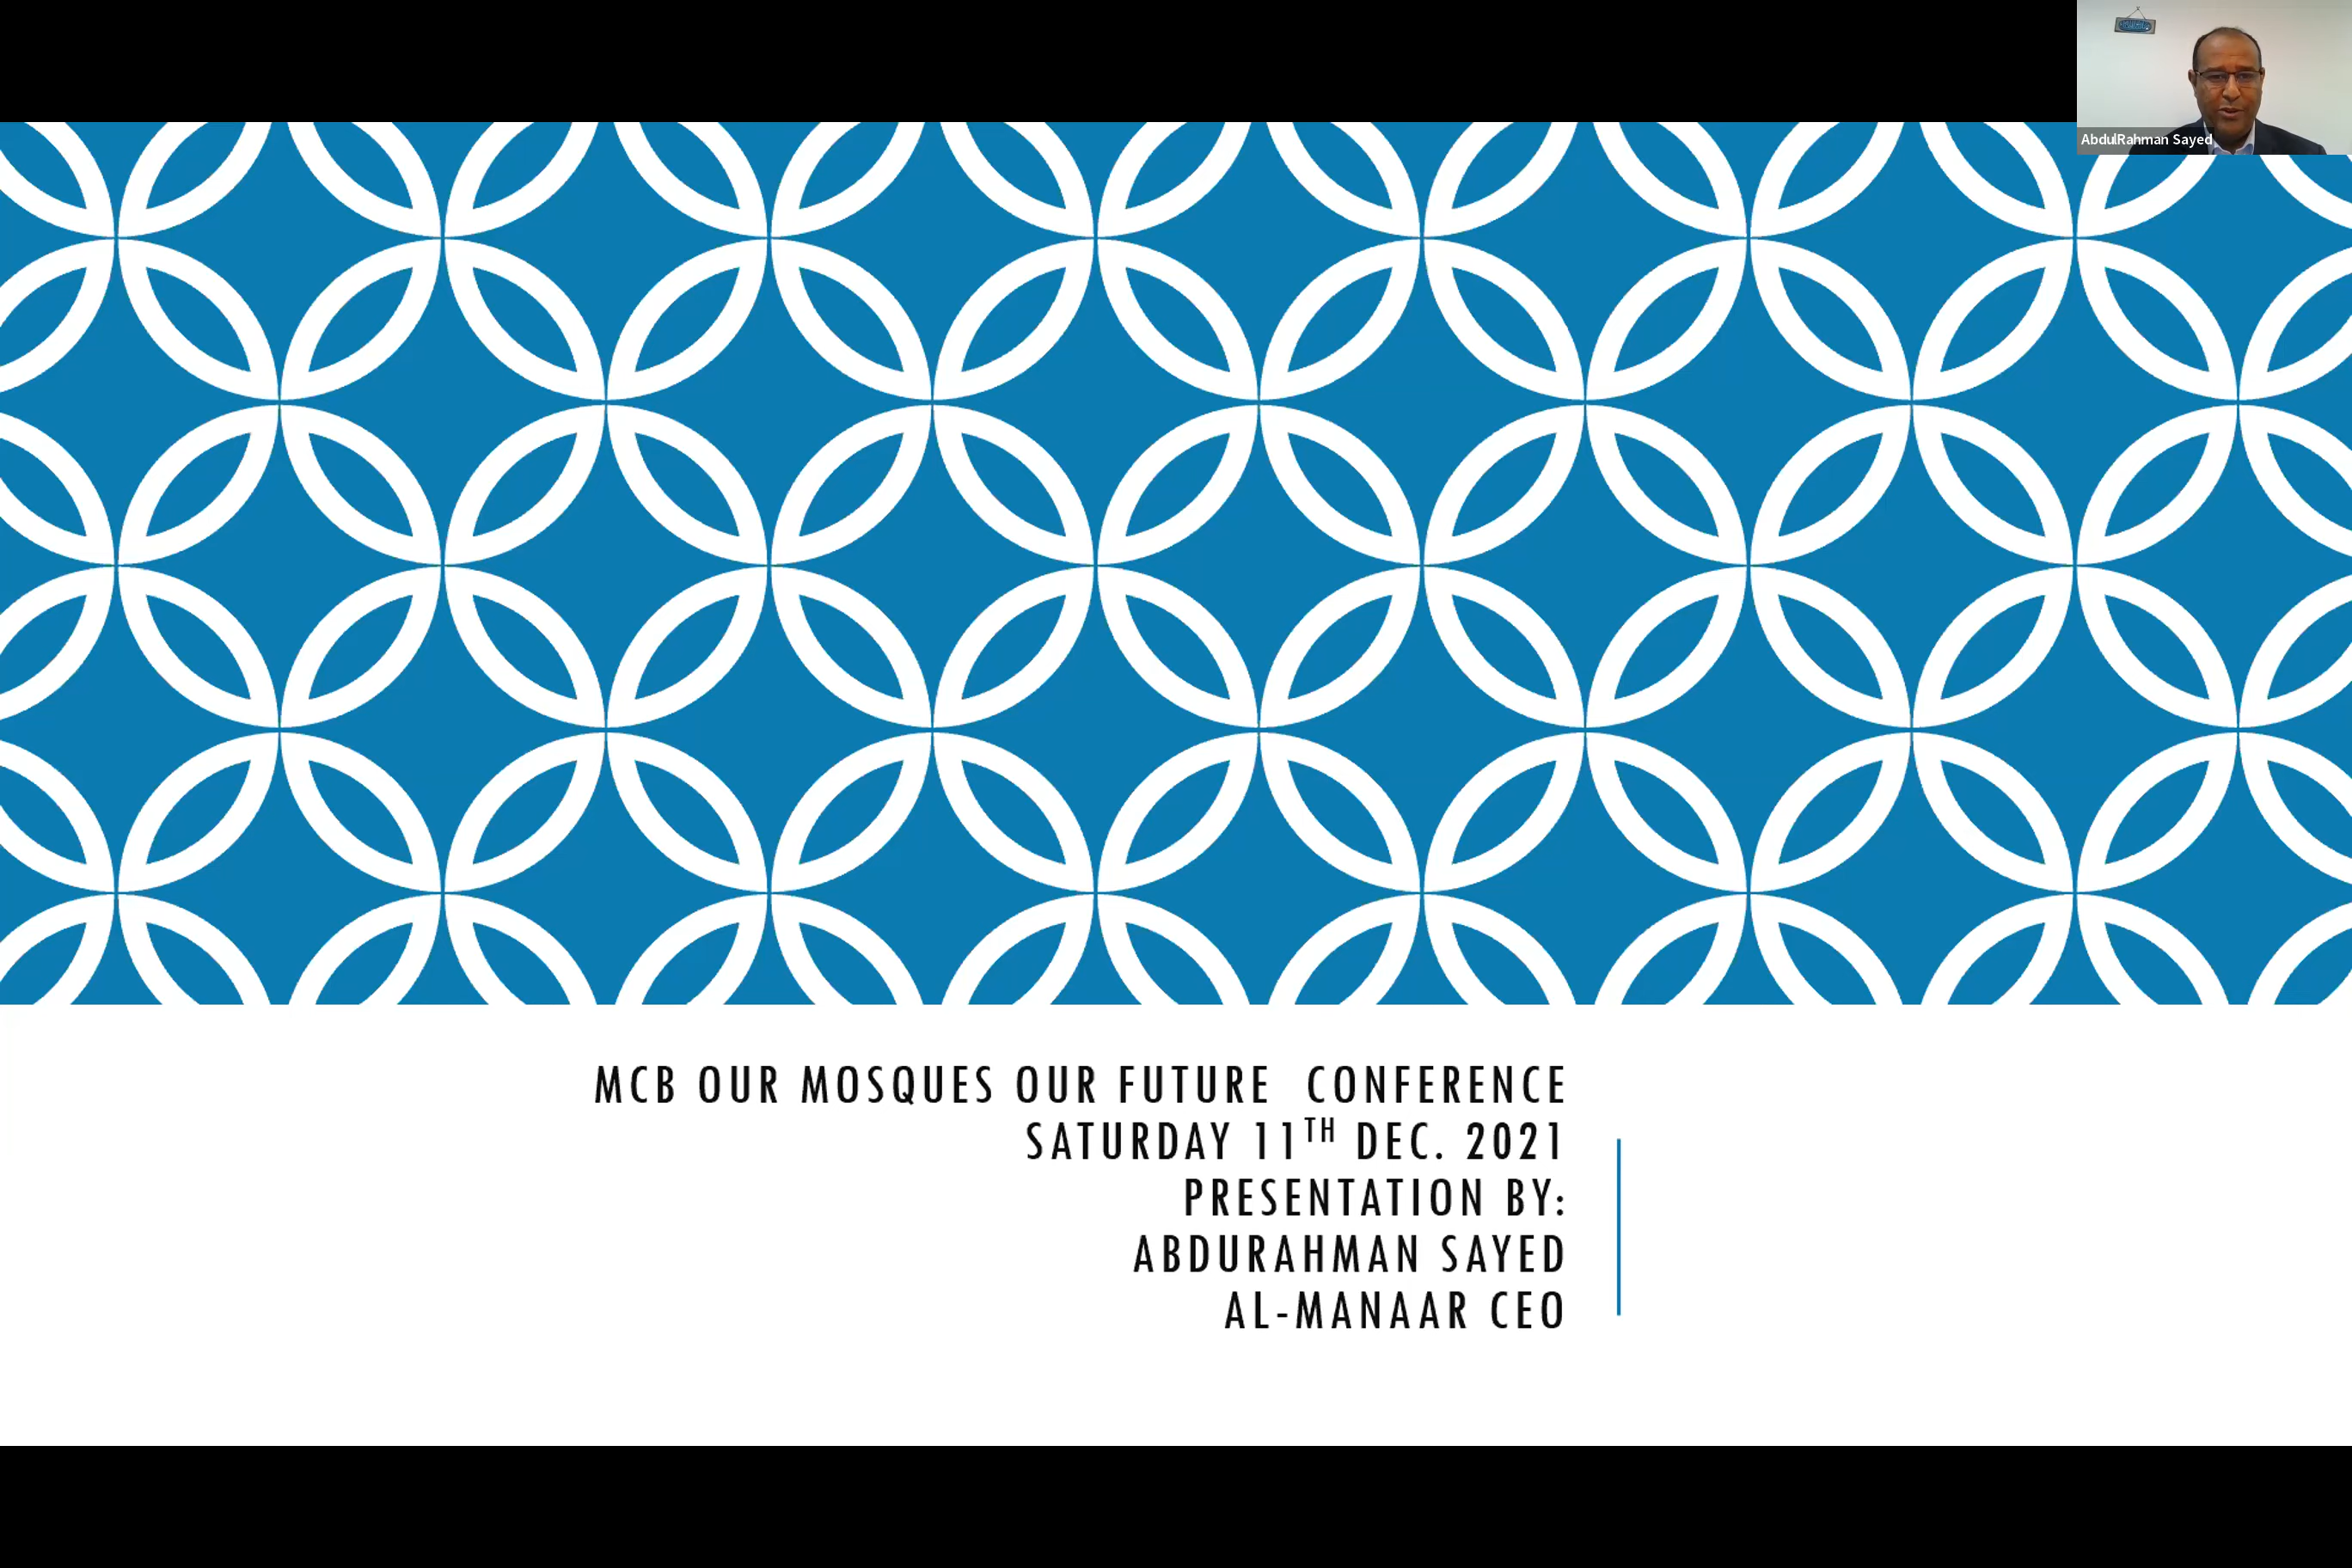 AbdulRahman Sayed
MCB OUR MOSQUES OUR FUTURE CONFERENCE
SATURDAY 11TH DEC. 2021
PRESENTATION BY:
ABDURAHMAN SAYED
AL-MANAAR CEO